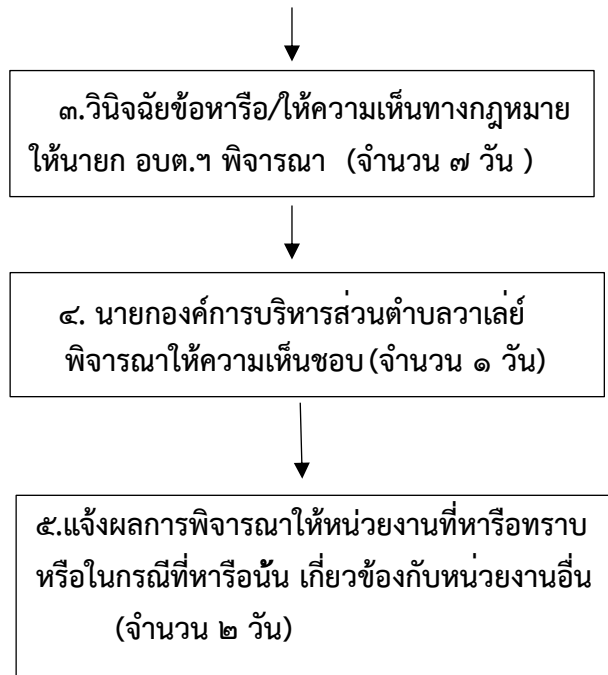 ๓.วินิจฉัยข้อหารือ/ให้ความเห็นทางกฎหมาย
ให้นายก อบต.ฯ พิจารณา (จำนวน ๗ วัน )
๔. นายกองค์การบริหารส่วนตำบลวาเล่ย์
พิจารณาให้ความเห็นชอบ(จำนวน ๑ วัน)
๕.แจ้งผลการพิจารณาให้หน่วยงานที่หารือทราบ
หรือในกรณีที่หารือนั้น เกี่ยวข้องกับหน่วยงานอื่น
(จำนวน ๒ วัน)